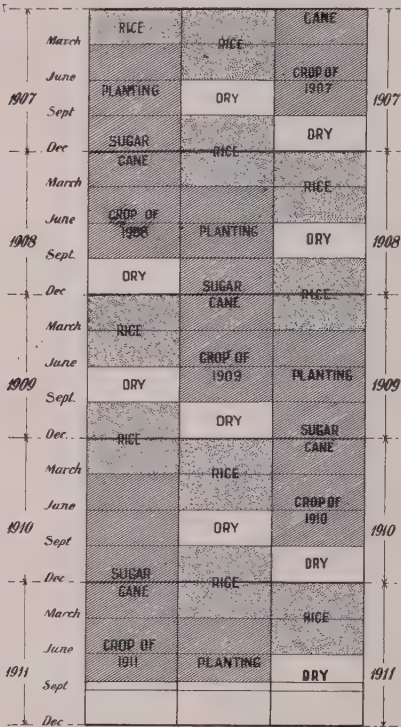 CANE
RICE
RICE
March
June
CROP OF
1907
PLANTING
DRY
1907
1907
Sept
DRY
SUGAR
RICE
Dec
CANE
RICE
March
June
CROP OF
1908
PLANTING
DRY
1908
1908
Sept.
DRY
SUGAR
RICE
Dec
CANE
RICE
March
June
CROP OF
1909
PLANTING
DRY
1909
1909
Sept.
DRY
SUGAR
RICE
Dec.
CANE
RICE
March
June
CROP OF
1910
DRY
1910
1910
Sept
DRY
SUGAR
RICE
Dec
CANE
RICE
March
June
CROP OF
1911
PLANTING
DRY
1911
1911
Sept
Dec